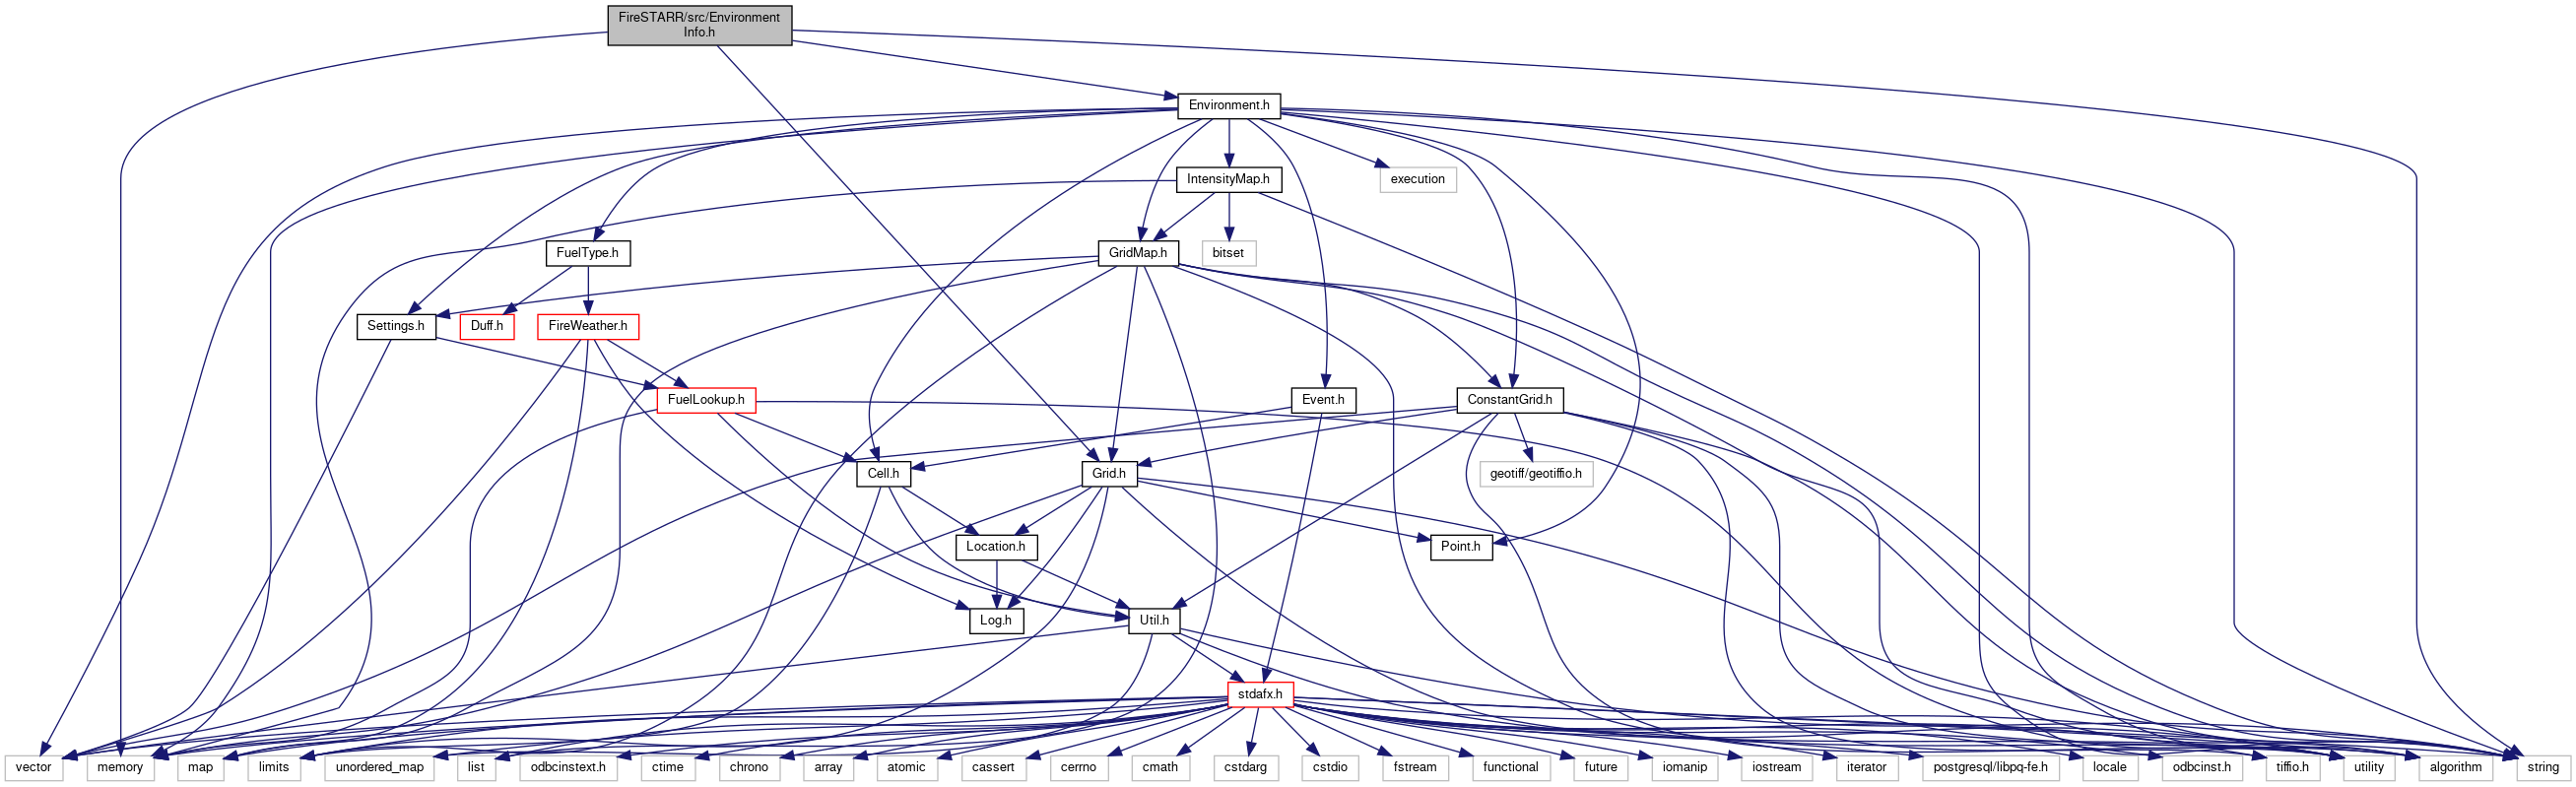 FireSTARR/src/Environment
Info.h
Environment.h
IntensityMap.h
execution
FuelType.h
GridMap.h
bitset
Settings.h
Duff.h
FireWeather.h
FuelLookup.h
Event.h
ConstantGrid.h
Cell.h
Grid.h
geotiff/geotiffio.h
Location.h
Point.h
Log.h
Util.h
stdafx.h
vector
memory
map
limits
unordered_map
list
odbcinstext.h
ctime
chrono
array
atomic
cassert
cerrno
cmath
cstdarg
cstdio
fstream
functional
future
iomanip
iostream
iterator
postgresql/libpq-fe.h
locale
odbcinst.h
tiffio.h
utility
algorithm
string